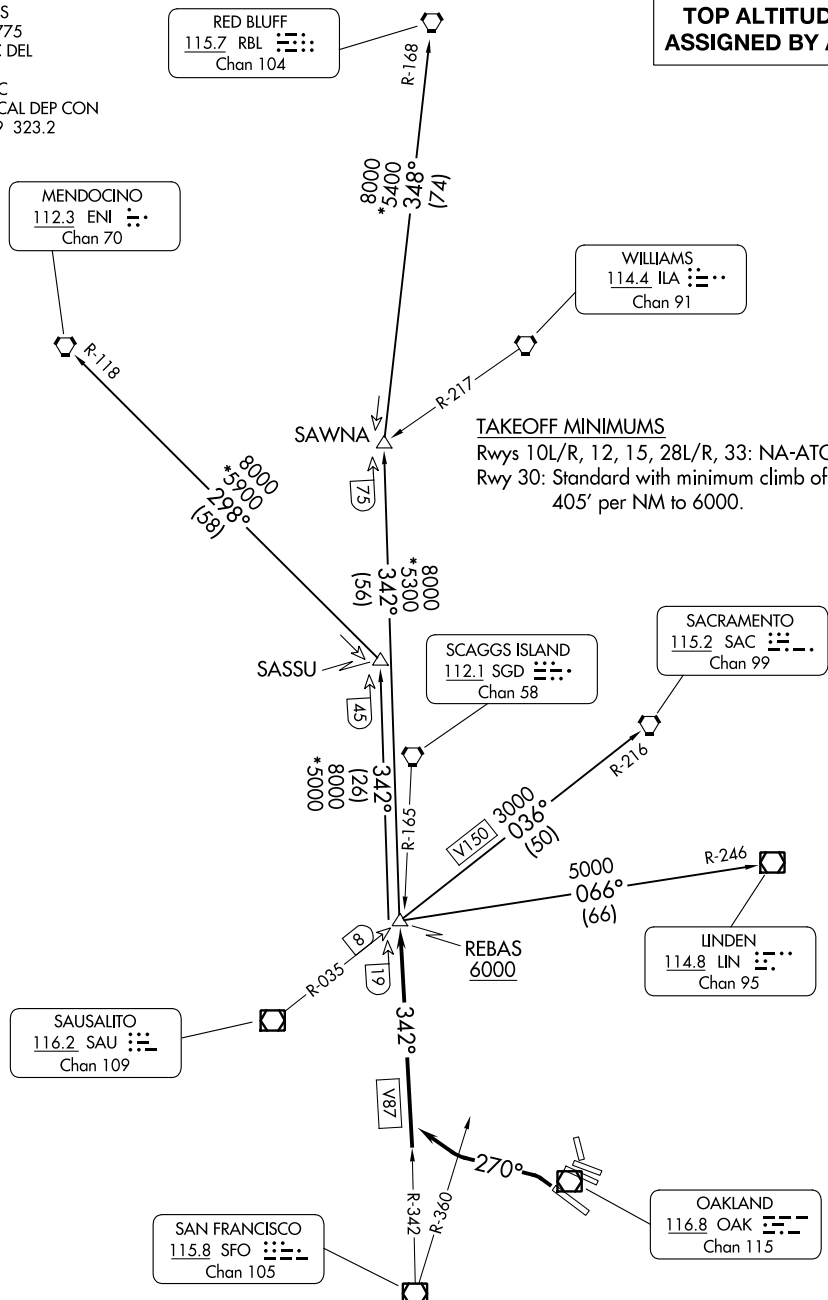 S
775
DEL
C
CAL DEP CON
323.2
RED BLUFF
115.7 RBL
Chan 104
TOP ALTITUD
ASSIGNED BY A
R-168
8000
*5400
348°
(74)
MENDOCINO
112.3 ENI
Chan 70
WILLIAMS
114.4 ILA
Chan 91
R-118
R-217
SAWNA
75
TAKEOFF MINIMUMS
Rwys 10L/R, 12, 15, 28L/R, 33: NA-ATC
Rwy 30: Standard with minimum climb of
405' per NM to 6000.
8000
*5900
298°
(58)
8000
*5300
342°
(56)
SASSU
45
SCAGGS ISLAND
112.1 SGD
Chan 58
SACRAMENTO
115.2 SAC
Chan 99
342°
(26)
8000
*5000
R-165
R-216
V150
3000
036°
(50)
5000
066°
(66)
R-246
LINDEN
114.8 LIN
Chan 95
REBAS
6000
8
19
R-035
SAUSALITO
116.2 SAU
Chan 109
342°
V87
270°
R-342
R-360
OAKLAND
116.8 OAK
Chan 115
SAN FRANCISCO
115.8 SFO
Chan 105